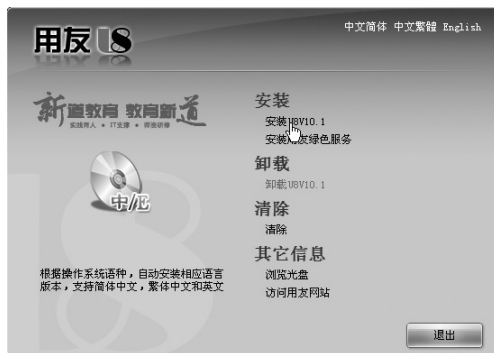 中文简体 中文繁體 English
用友 U8
新道教育 教育新道
实践育人 • IT支撑 • 师资研修
安装
安装U8V10.1
安装用友绿色服务
中/E
卸载
卸载U8V10.1
清除
清除
其它信息
根据操作系统语种,自动安装相应语言
版本,支持简体中文,繁体中文和英文
浏览光盘
访问用友网站
退出